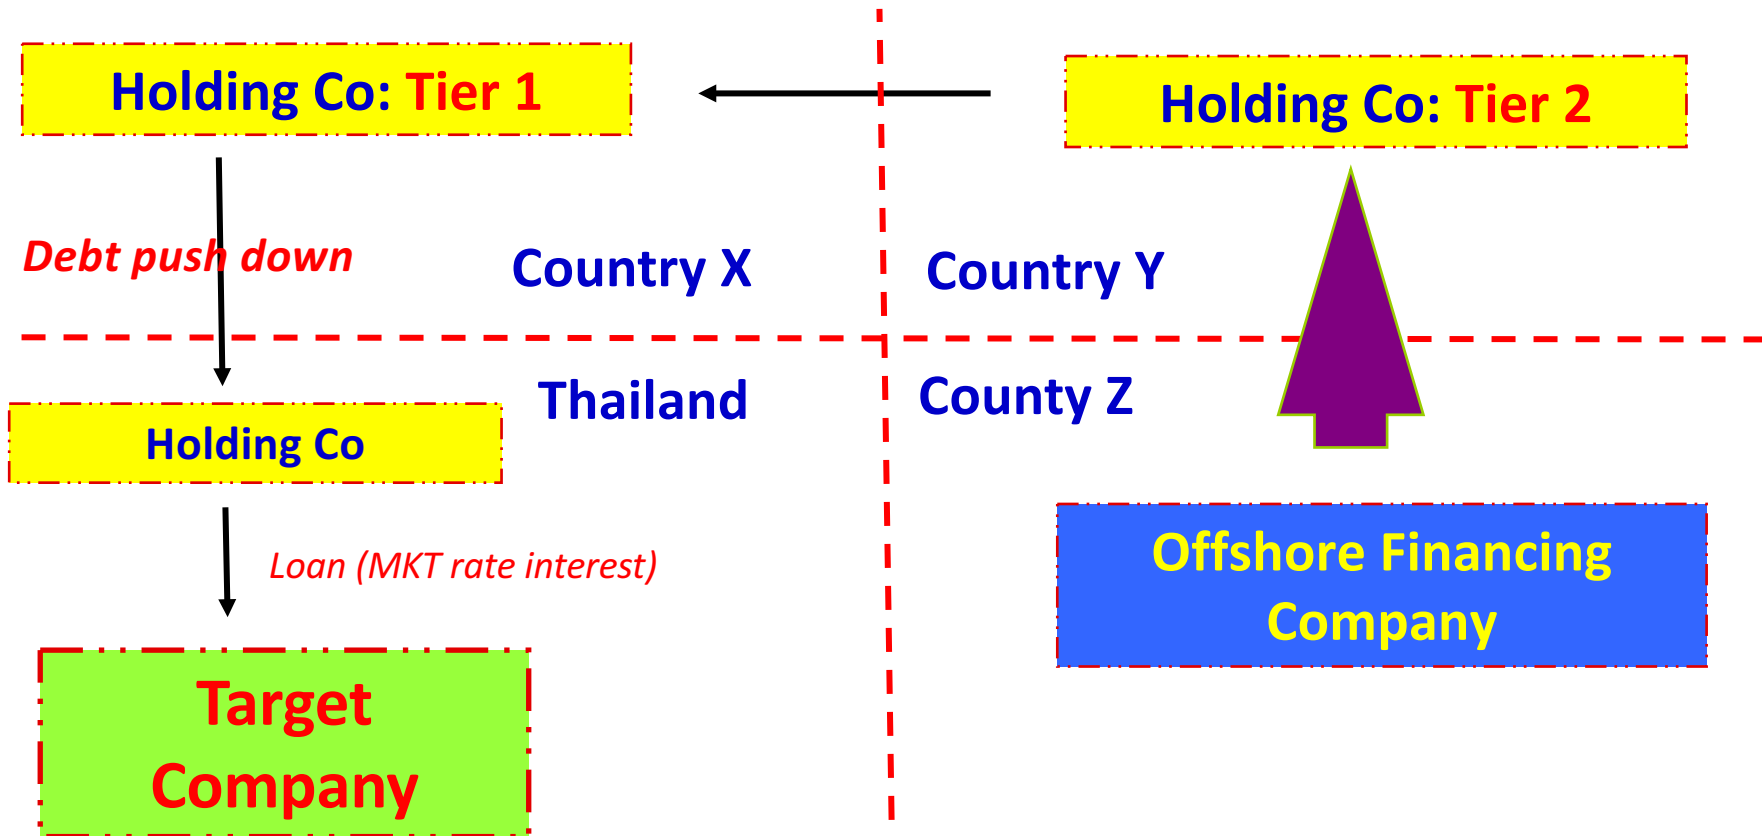 Holding Co: Tier 1
Holding Co: Tier 2
Debt push down
Country X
Country Y
Thailand
County Z
Holding Co
Loan (MKT rate interest)
Offshore Financing
Company
Target
Company